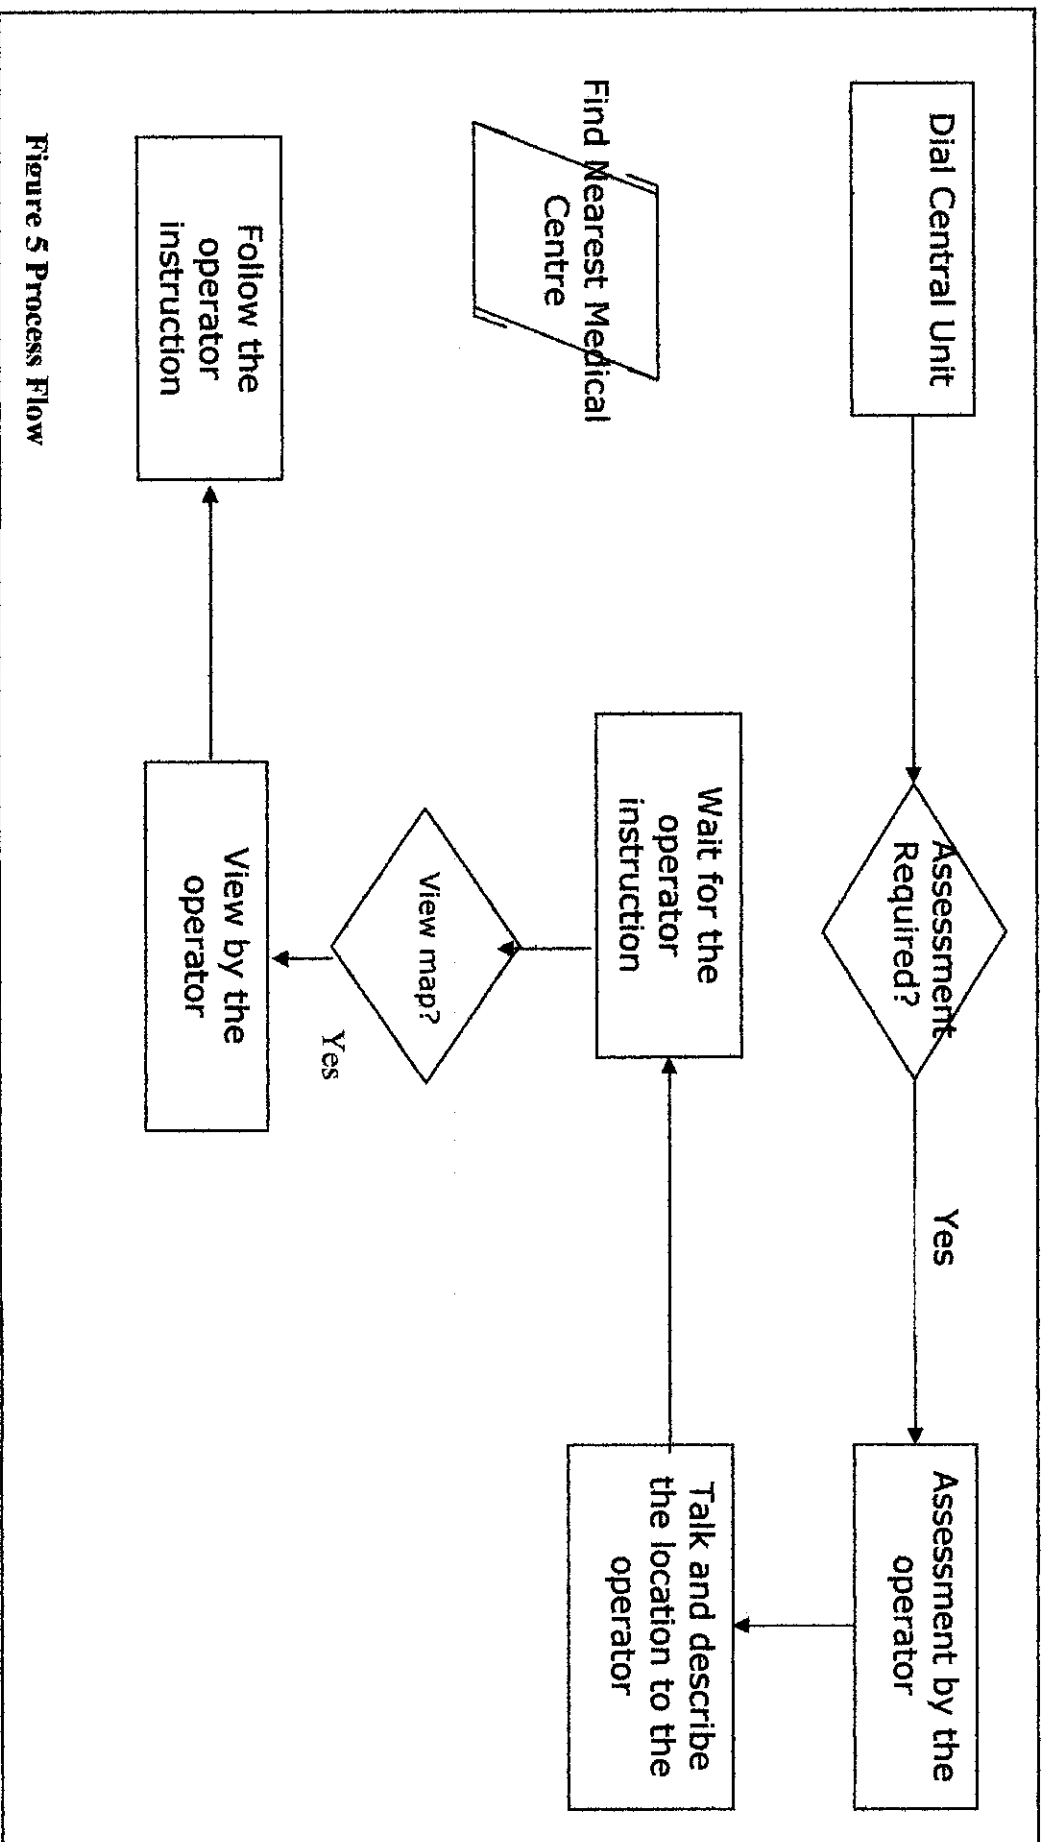 Dial Central Unit
Assessment
Required?
Yes
Assessment by the
operator
Talk and describe
the location to the
operator
Wait for the
operator
instruction
Find Nearest Medical
Centre
View map?
Yes
View by the
operator
Follow the
operator
instruction
Figure 5 Process Flow